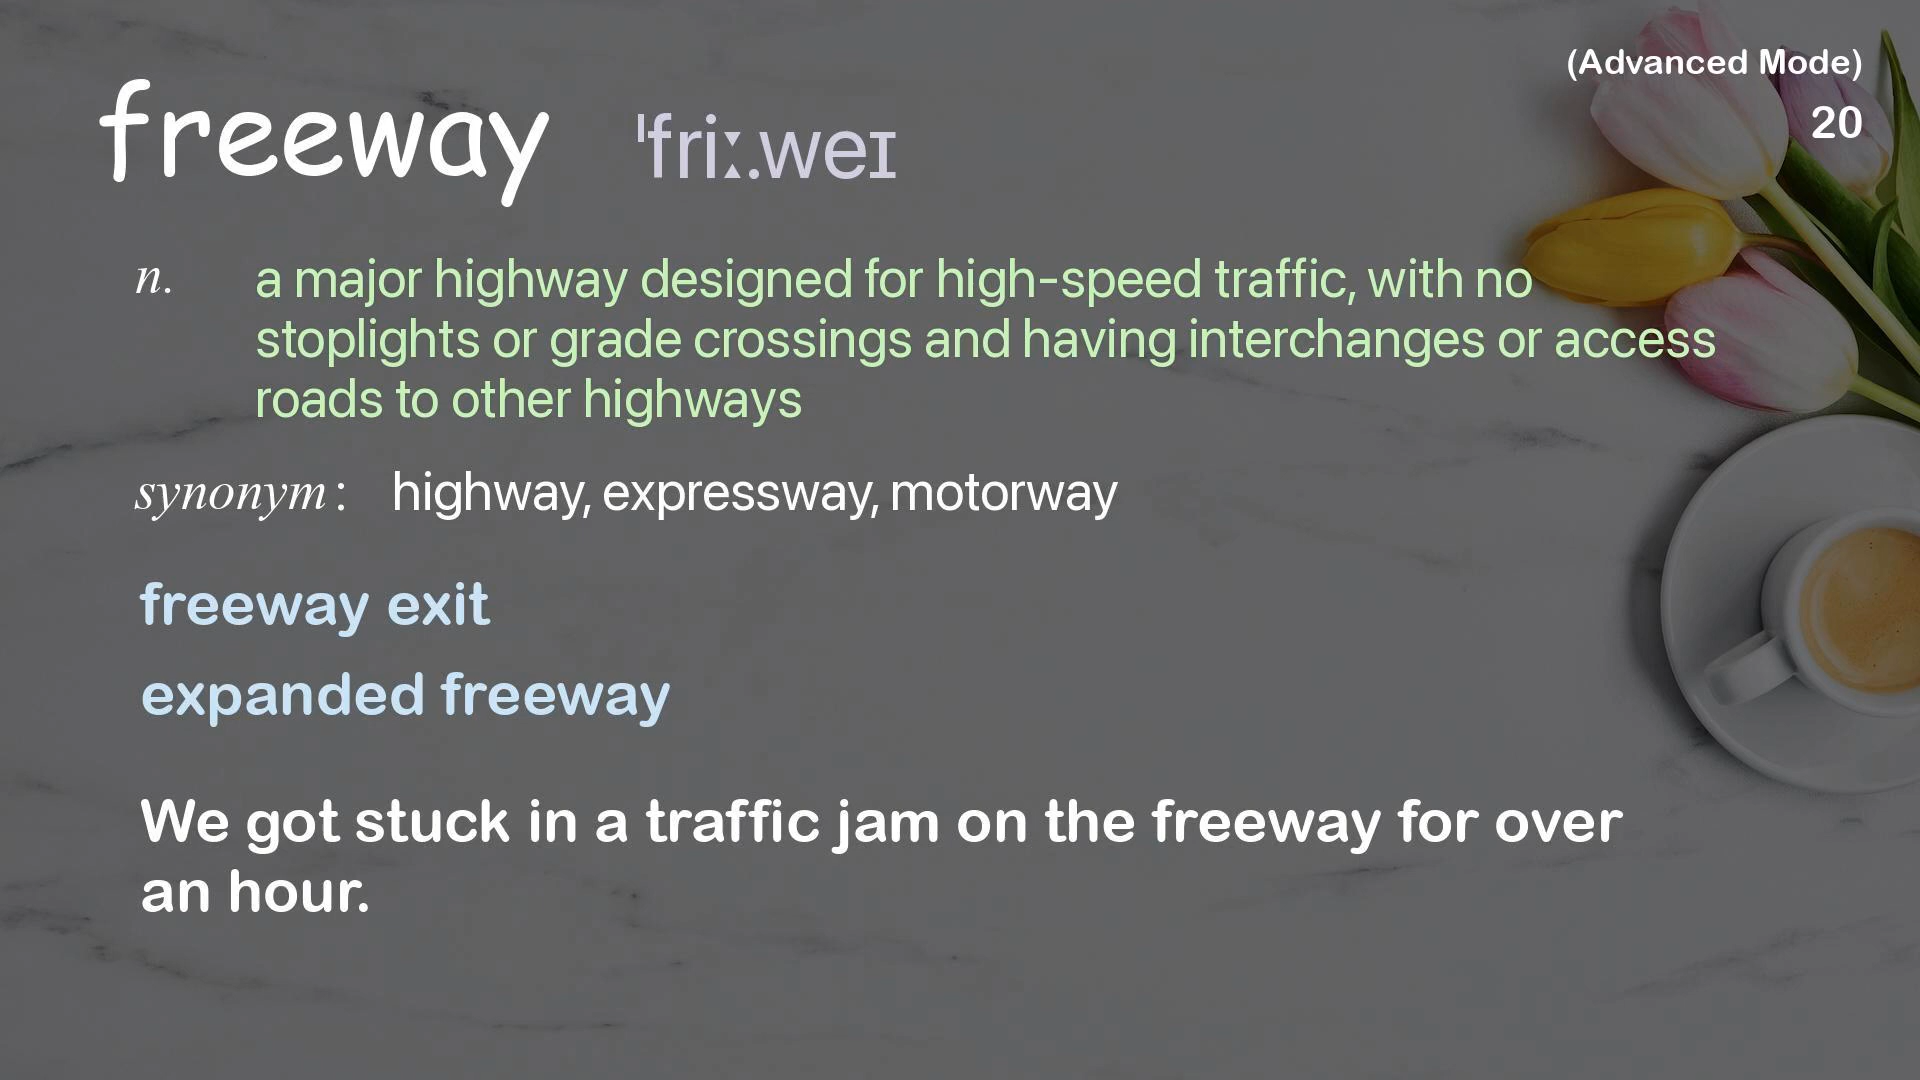 (Advanced Mode)
20
freeway ˈfriː.weɪ
n. a major highway designed for high-speed traffic, with no
stoplights or grade crossings and having interchanges or access
roads to other highways
synonym: highway, expressway, motorway
freeway exit
expanded freeway
We got stuck in a traffic jam on the freeway for over
an hour.